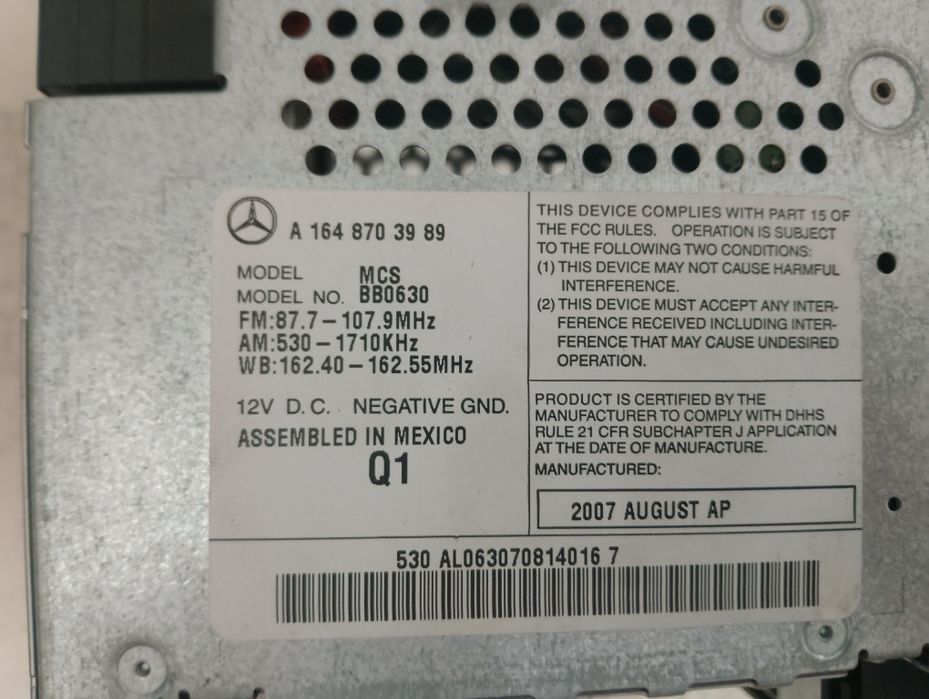 A 164 870 39 89
MODEL MCS
MODEL NO. BB0630
FM:87.7-107.9MHz
AM:530-1710KHz
WB:162.40-162.55MHz
12V D.C. NEGATIVE GND.
ASSEMBLED IN MEXICO
Q1
THIS DEVICE COMPLIES WITH PART 15 OF
THE FCC RULES. OPERATION IS SUBJECT
TO THE FOLLOWING TWO CONDITIONS:
(1) THIS DEVICE MAY NOT CAUSE HARMFUL
INTERFERENCE.
(2) THIS DEVICE MUST ACCEPT ANY INTER-
FERENCE RECEIVED INCLUDING INTER-
FERENCE THAT MAY CAUSE UNDESIRED
OPERATION.
PRODUCT IS CERTIFIED BY THE
MANUFACTURER TO COMPLY WITH DHHS
RULE 21 CFR SUBCHAPTER J APPLICATION
AT THE DATE OF MANUFACTURE.
MANUFACTURED:
2007 AUGUST AP
530 AL063070814016 7